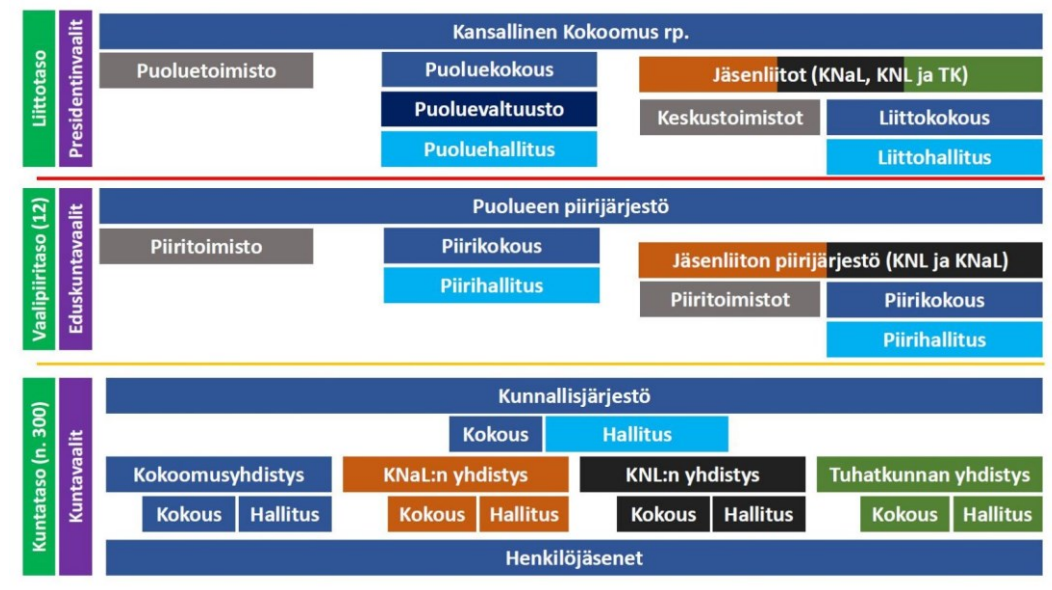 Liittotaso
Presidentinvaalit
Kansallinen Kokoomus rp.
Puoluetoimisto
Puoluekokous
Jäsenliitot (KNaL, KNL ja TK)
Puoluevaltuusto
Keskustoimistot
Liittokokous
Puoluehallitus
Liittohallitus
Vaalipiiritaso (12)
Eduskuntavaalit
Puolueen piirijärjestö
Piiritoimisto
Piirikokous
Jäsenliiton piirijärjestö (KNL ja KNaL)
Piirihallitus
Piiritoimistot
Piirikokous
Piirihallitus
Kuntataso (n. 300)
Kuntavaalit
Kunnallisjärjestö
Kokous
Hallitus
Kokoomusyhdistys
KNaL:n yhdistys
KNL:n yhdistys
Tuhatkunnan yhdistys
Kokous
Hallitus
Kokous
Hallitus
Kokous
Hallitus
Kokous
Hallitus
Henkilöjäsenet